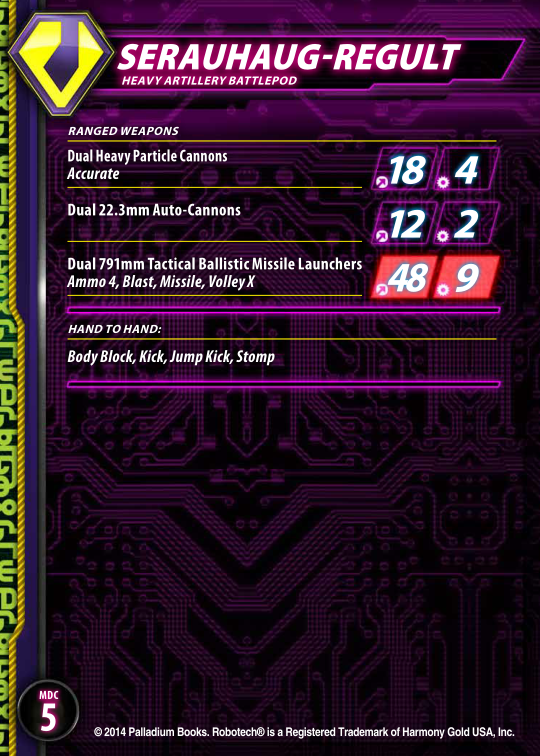 SERAUHAUG-REGULT
HEAVY ARTILLERY BATTLEPOD
RANGED WEAPONS
Dual Heavy Particle Cannons
Accurate
18 4
Dual 22.3mm Auto-Cannons
12 2
Dual 791mm Tactical Ballistic Missile Launchers
Ammo 4, Blast, Missile, Volley X
48 9
HAND TO HAND:
Body Block, Kick, Jump Kick, Stomp
MDC
5
© 2014 Palladium Books. Robotech® is a Registered Trademark of Harmony Gold USA, Inc.